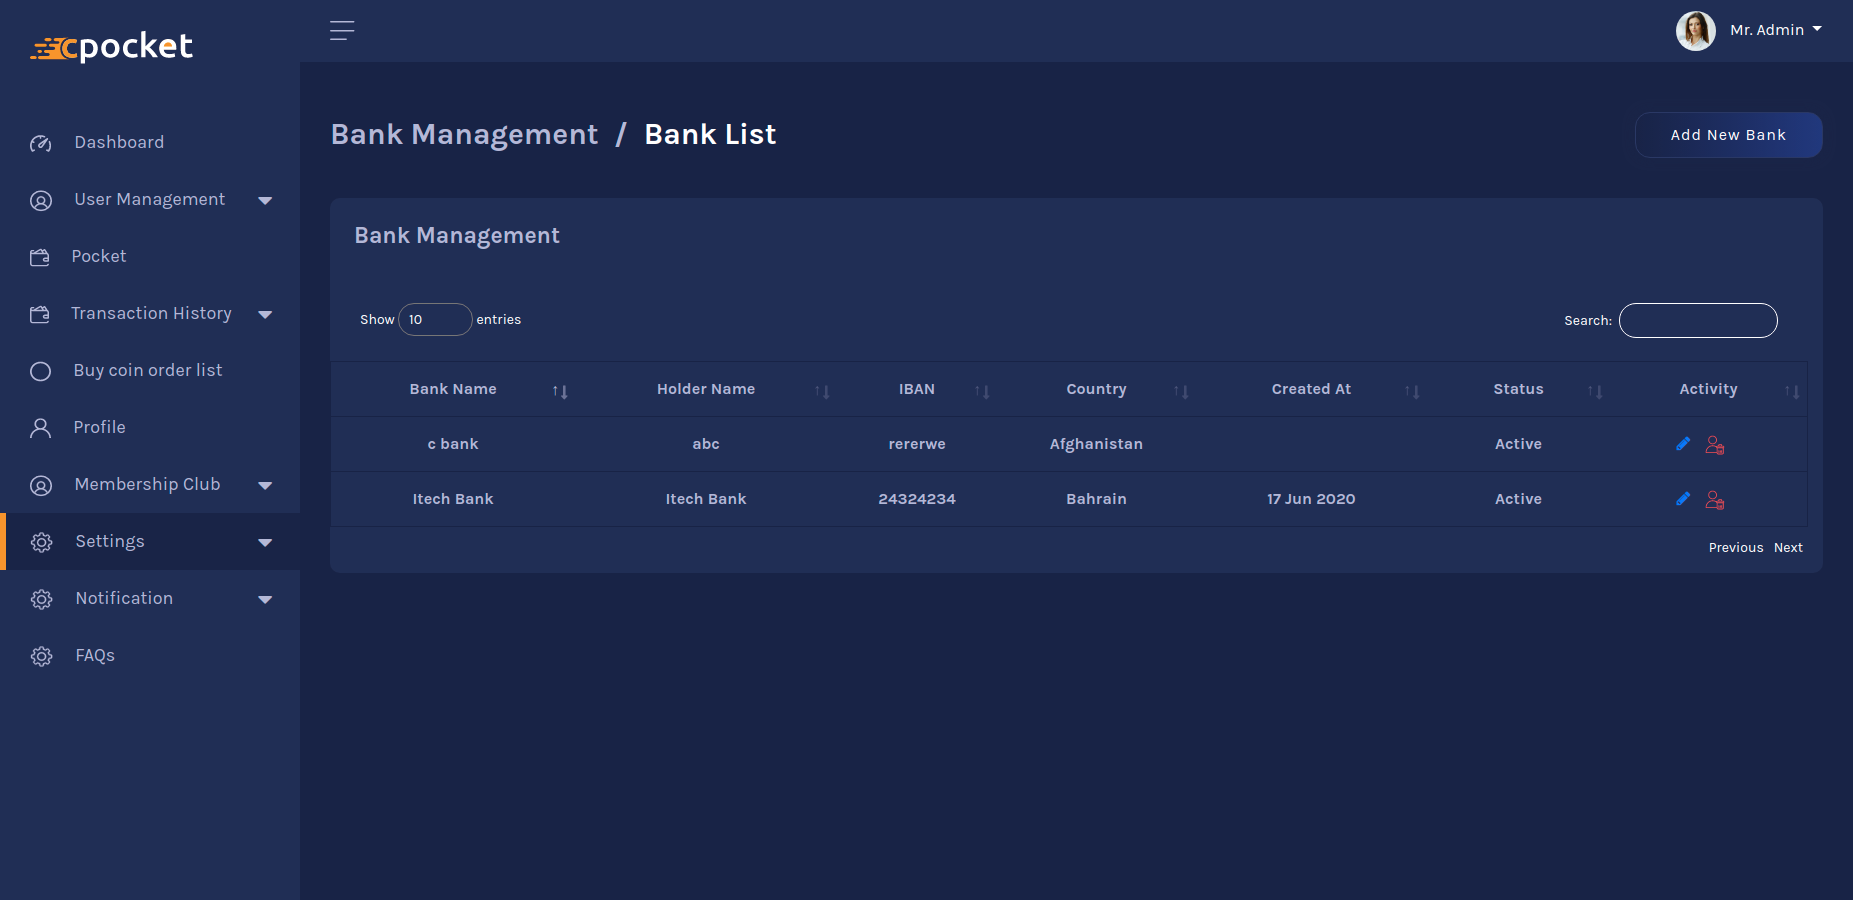 cpocket
Mr. Admin
Dashboard
User Management
Pocket
Transaction History
Buy coin order list
Profile
Membership Club
Settings
Notification
FAQs
Bank Management / Bank List
Add New Bank
Bank Management
Show 10 entries
Search:
Bank Name Holder Name IBAN Country Created At Status Activity
c bank abc rererwe Afghanistan Active
Itech Bank Itech Bank 24324234 Bahrain 17 Jun 2020 Active
Previous Next